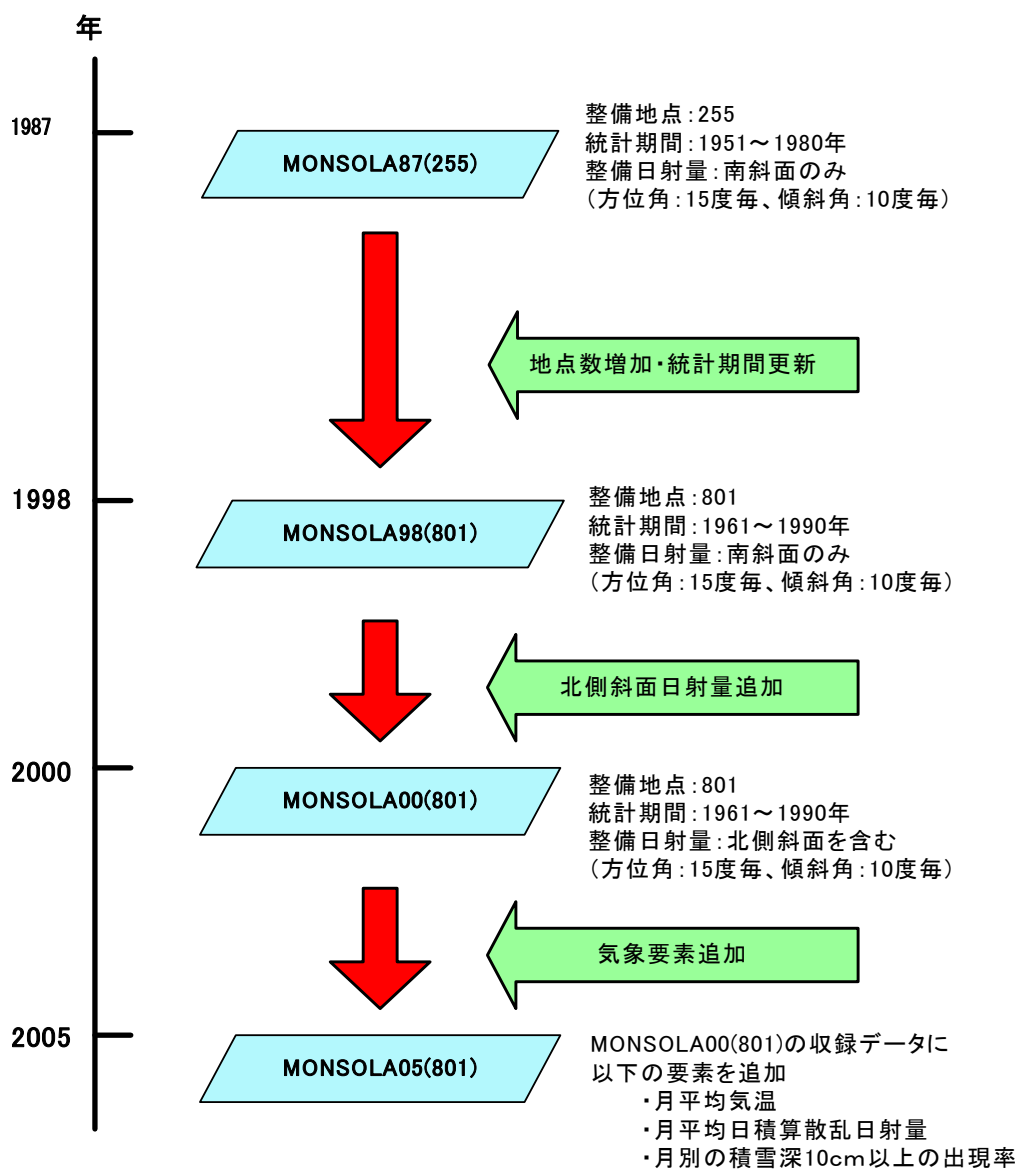 年
1987
MONSOLA87(255)
整備地点:255
統計期間:1951～1980年
整備日射量:南斜面のみ
(方位角:15度毎、傾斜角:10度毎)
地点数増加・統計期間更新
1998
MONSOLA98(801)
整備地点:801
統計期間:1961～1990年
整備日射量:南斜面のみ
(方位角:15度毎、傾斜角:10度毎)
北側斜面日射量追加
2000
MONSOLA00(801)
整備地点:801
統計期間:1961～1990年
整備日射量:北側斜面を含む
(方位角:15度毎、傾斜角:10度毎)
気象要素追加
2005
MONSOLA05(801)
MONSOLA00(801)の収録データに
以下の要素を追加
・月平均気温
・月平均日積算散乱日射量
・月別の積雪深10cm以上の出現率